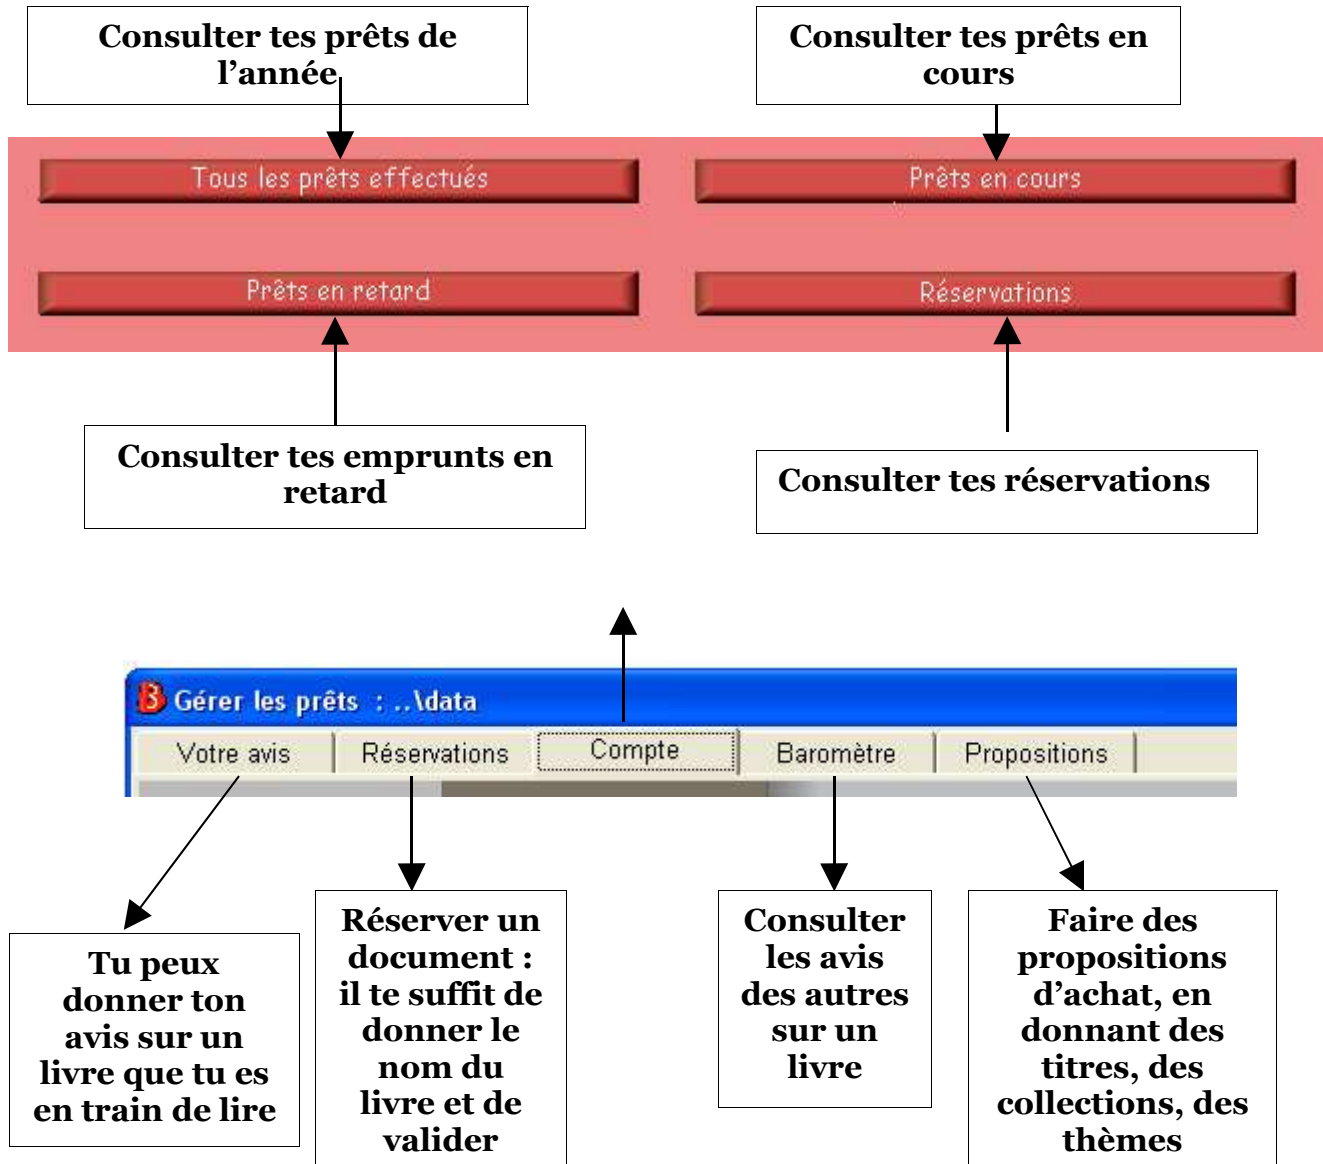 Consulter tes prêts de
l’année
Consulter tes prêts en
cours
Tous les prêts effectués
Prêts en cours
Prêts en retard
Réservations
Consulter tes emprunts en
retard
Consulter tes réservations
Gérer les prêts : ..\data
Votre avis
Réservations
Compte
Baromètre
Propositions
Tu peux
donner ton
avis sur un
livre que tu es
en train de lire
Réserver un
document :
il te suffit de
donner le
nom du
livre et de
valider
Consulter
les avis
des autres
sur un
livre
Faire des
propositions
d’achat, en
donnant des
titres, des
collections, des
thèmes